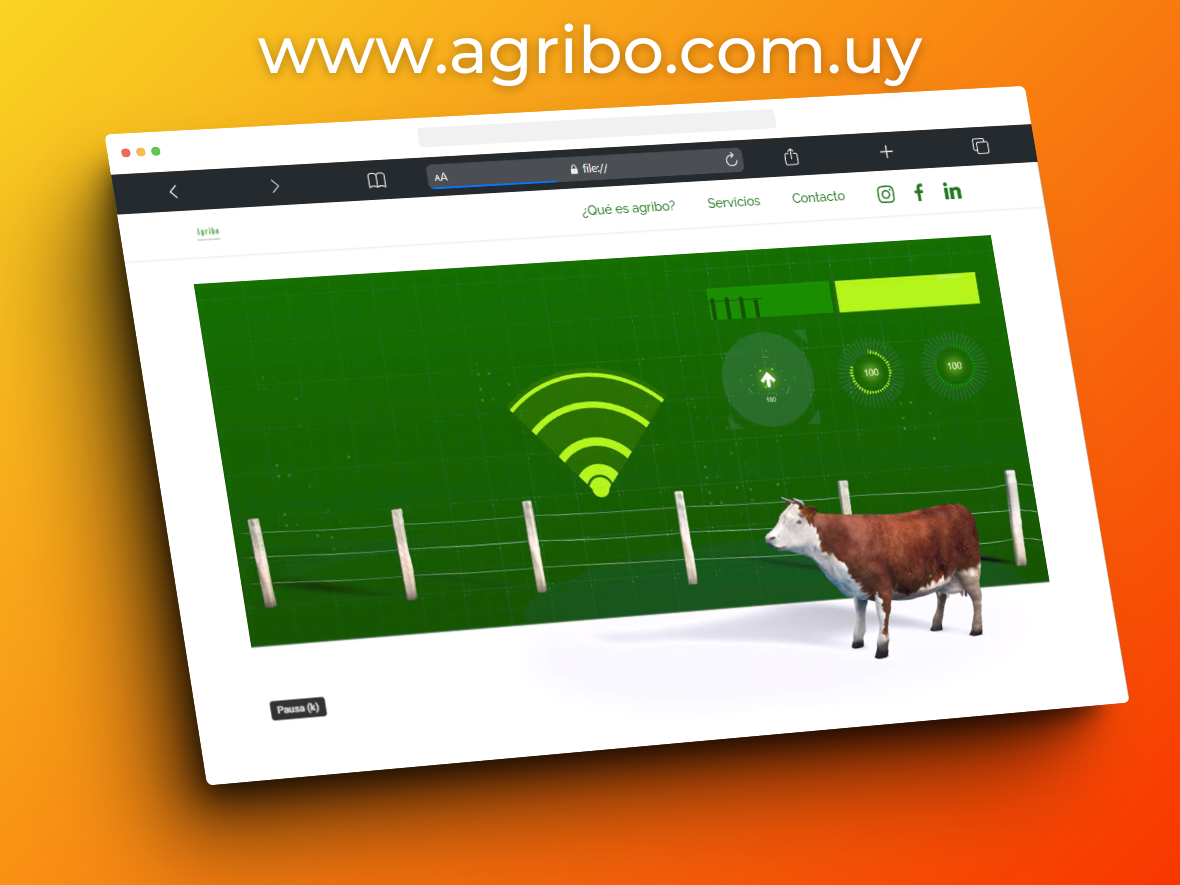 www.agribo.com.uy
AA
file://
Agribo
¿Qué es agribo?
Servicios
Contacto
100
100
100
Pausa (k)